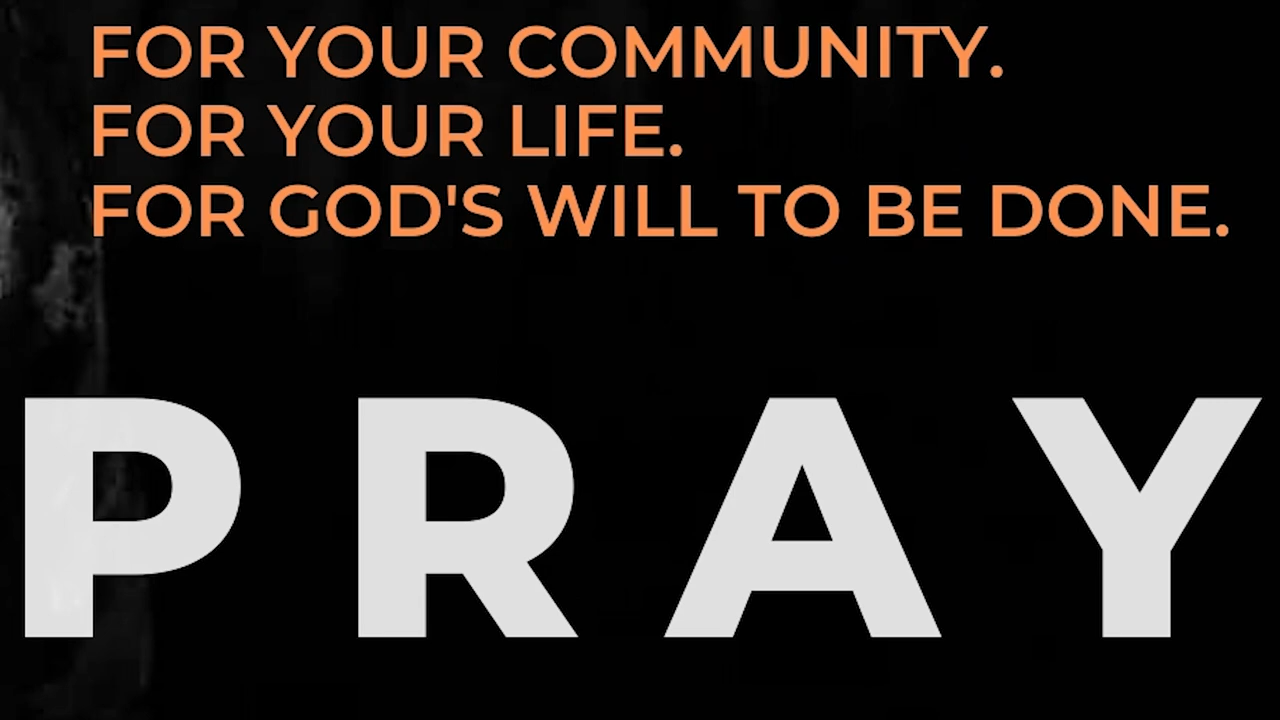 FOR YOUR COMMUNITY.
FOR YOUR LIFE.
FOR GOD'S WILL TO BE DONE.
PRAY